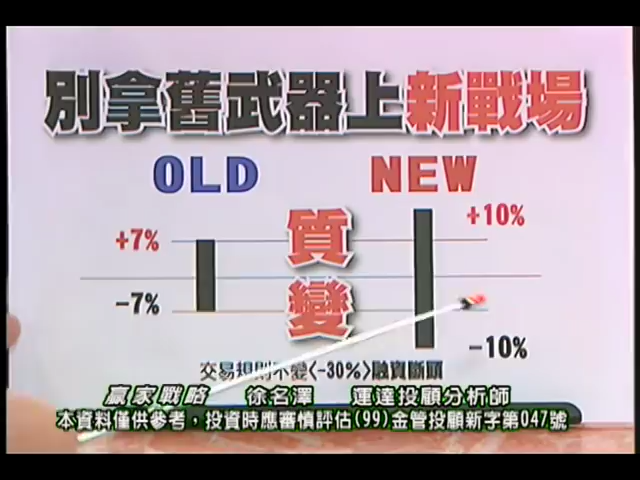 別拿舊武器上新戰場
OLD NEW
質變
+7% +10%
-7% -10%
交易規則不變<-30%>融資斷頭
贏家戰略 徐名澤 運達投顧分析師
本資料僅供參考，投資時應審慎評估(99)金管投顧新字第047號